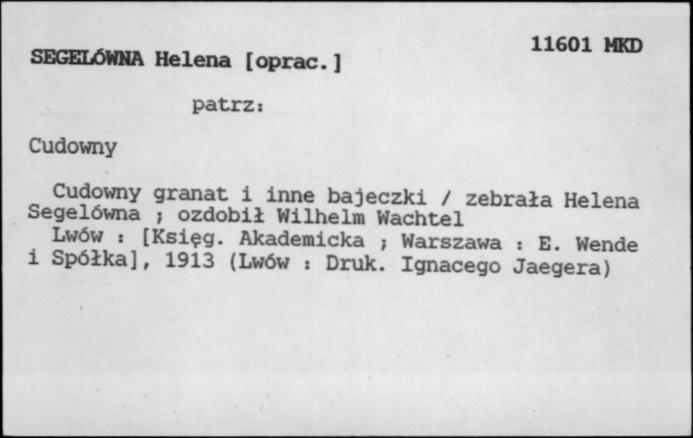 11601 MKD
SEGELÓWNA Helena [oprac.]
patrz:
Cudowny
Cudowny granat i inne bajeczki / zebrała Helena
Segelówna ; ozdobił Wilhelm Wachtel
Lwów : [Księg. Akademicka ; Warszawa : E. Wende
i Spółka], 1913 (Lwów : Druk. Ignacego Jaegera)